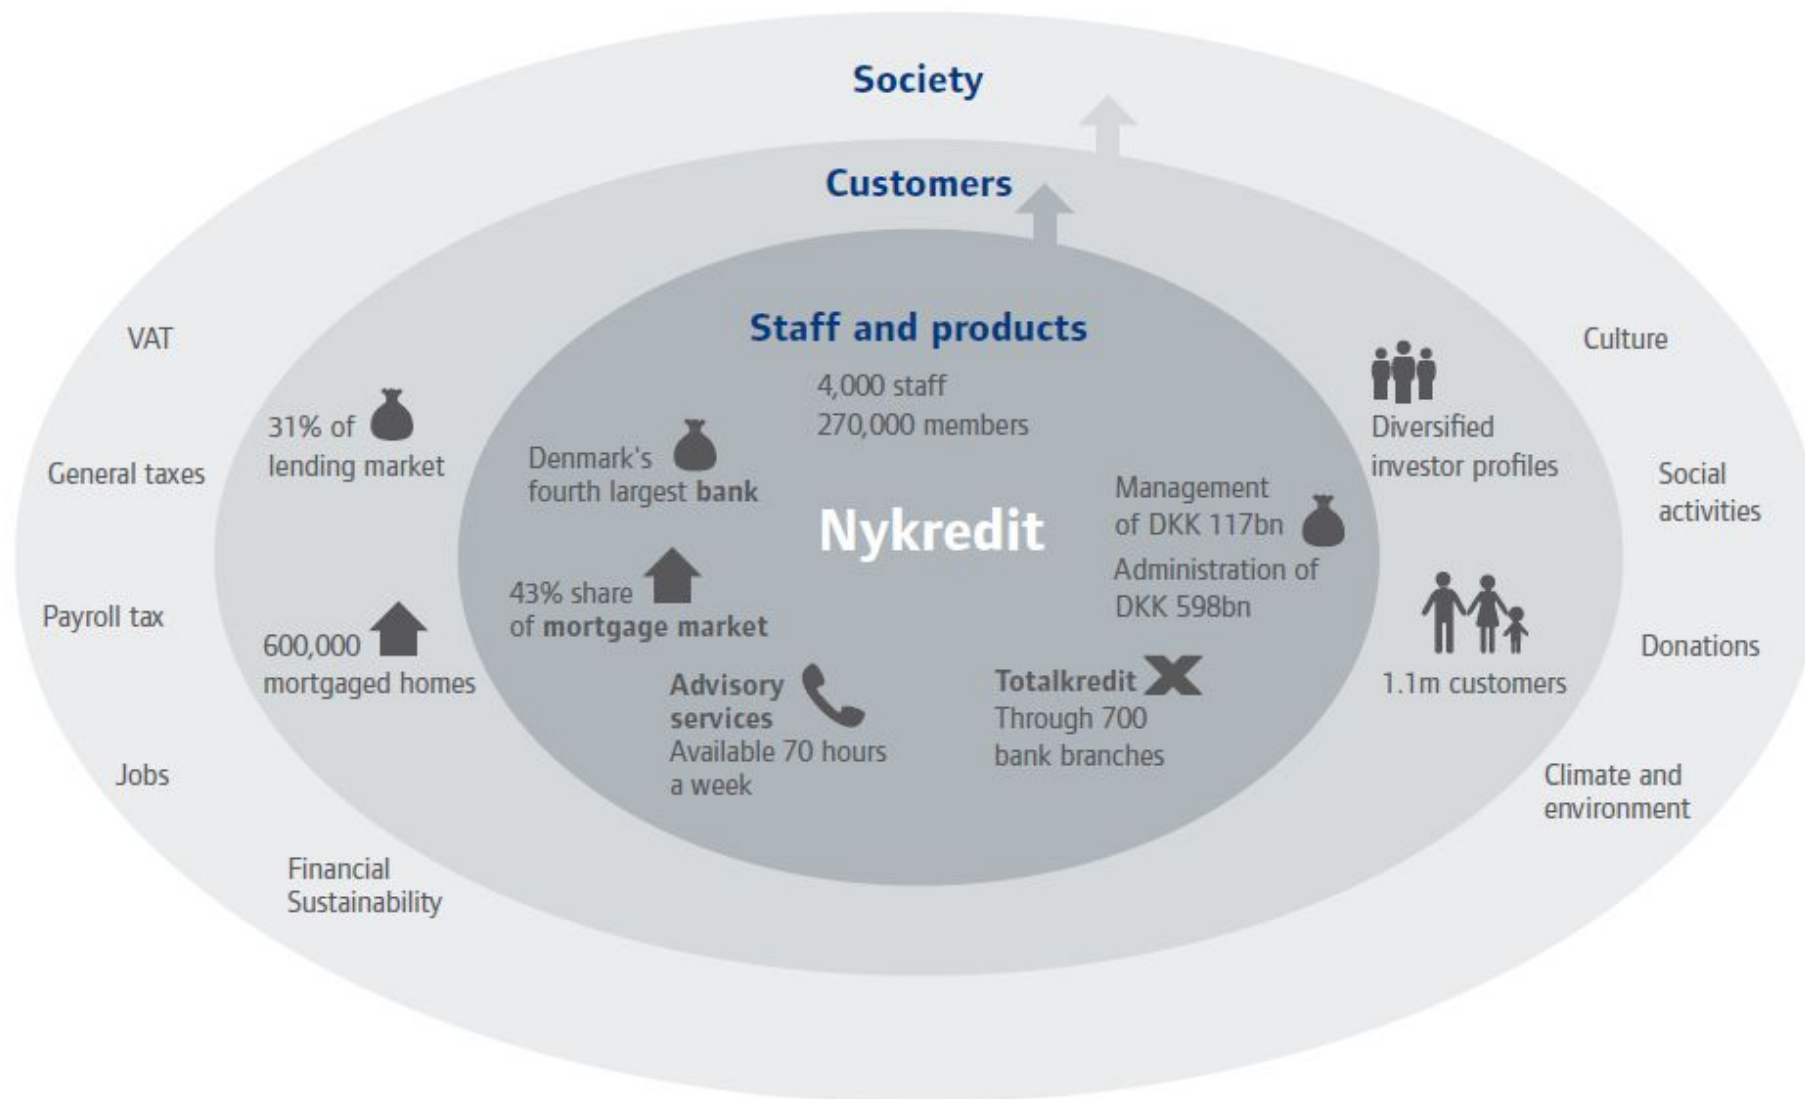 Society
Customers
Staff and products
4,000 staff
270,000 members
Nykredit
Denmark's
fourth largest bank
43% share
of mortgage market
Advisory
services
Available 70 hours
a week
Totalkredit
Through 700
bank branches
Management
of DKK 117bn
Administration of
DKK 598bn
31% of
lending market
600,000
mortgaged homes
Diversified
investor profiles
1.1m customers
VAT
General taxes
Payroll tax
Jobs
Financial
Sustainability
Culture
Social
activities
Donations
Climate and
environment